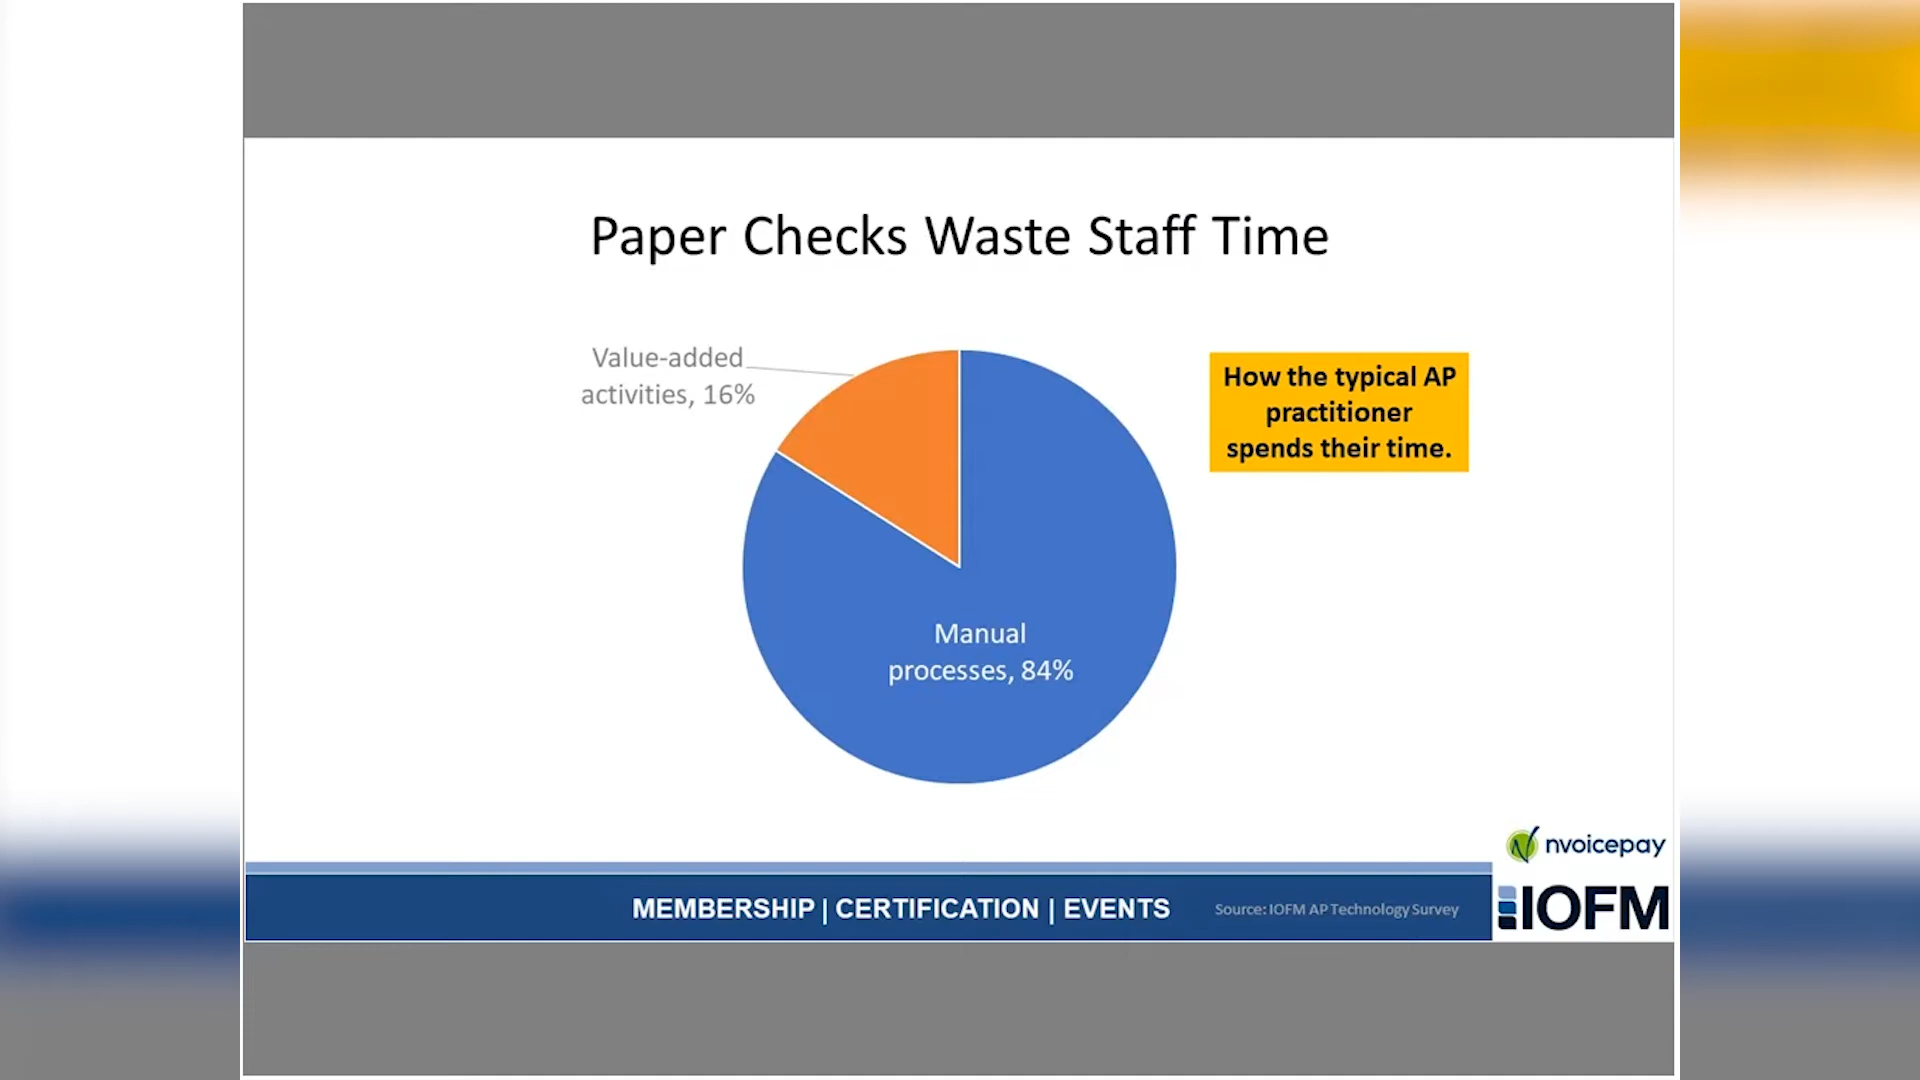 Paper Checks Waste Staff Time
Value-added
activities, 16%
How the typical AP
practitioner
spends their time.
Manual
processes, 84%
nvoicepay
MEMBERSHIP | CERTIFICATION | EVENTS
Source: IOFM AP Technology Survey
IOFM